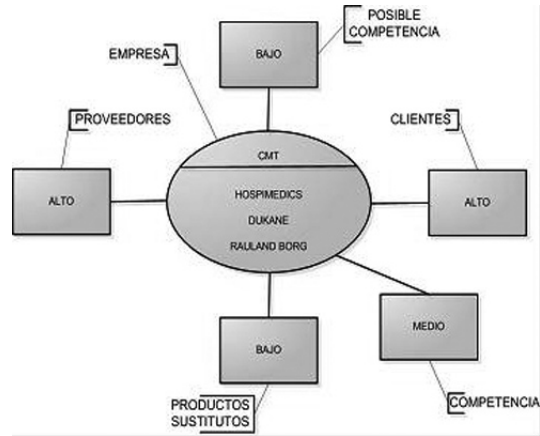 POSIBLE
COMPETENCIA
BAJO
EMPRESA
PROVEEDORES
CLIENTES
CMT
ALTO
HOSPIMEDICS
DUKANE
RAULAND BORG
ALTO
BAJO
MEDIO
PRODUCTOS
SUSTITUTOS
COMPETENCIA